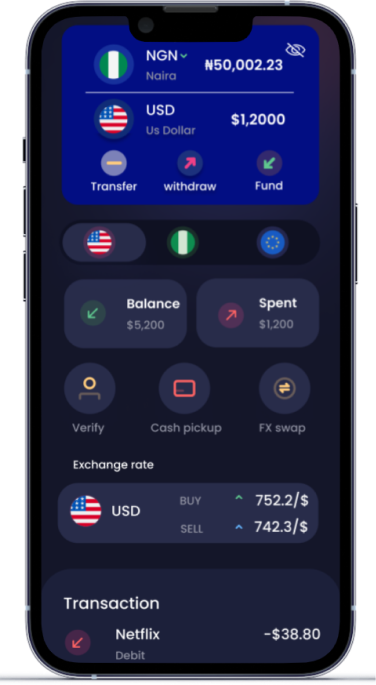 NGN ₦50,002.23
Naira
USD $1,2000
Us Dollar
Transfer withdraw Fund
Balance Spent
$5,200 $1,200
Verify Cash pickup FX swap
Exchange rate
USD BUY 752.2/$
SELL 742.3/$
Transaction
Netflix -$38.80
Debit